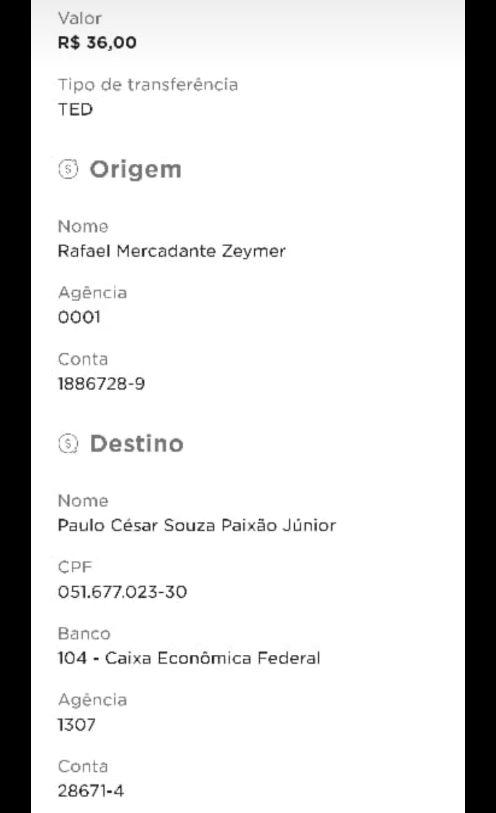 Valor
R$ 36,00
Tipo de transferência
TED
Origem
Nome
Rafael Mercadante Zeymer
Agência
0001
Conta
1886728-9
Destino
Nome
Paulo César Souza Paixão Júnior
CPF
051.677.023-30
Banco
104 - Caixa Econômica Federal
Agência
1307
Conta
28671-4